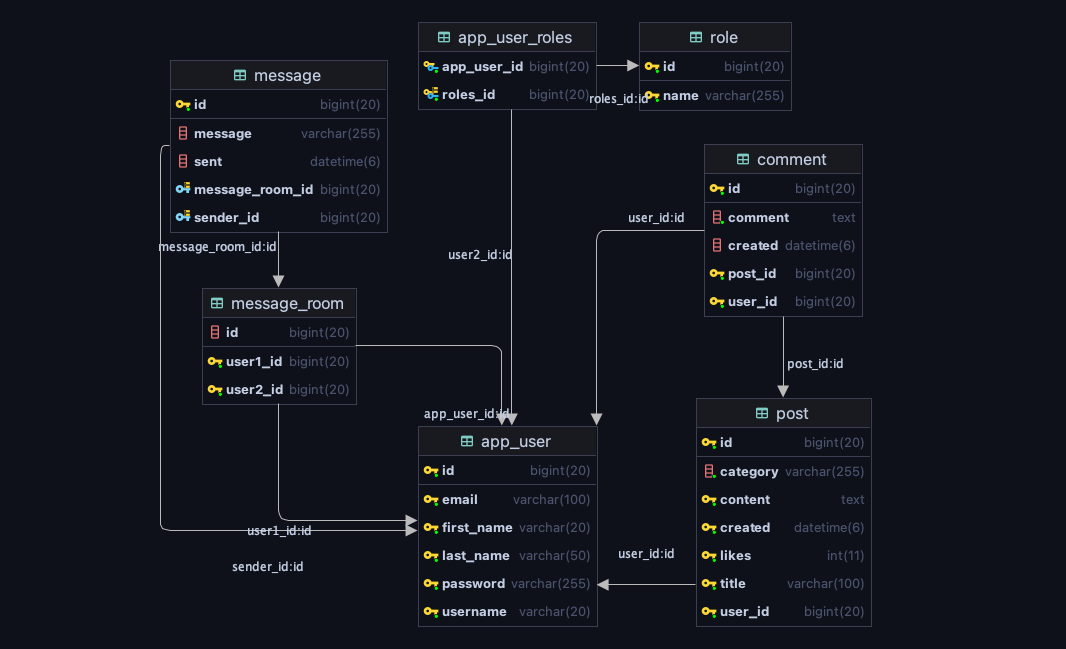 app_user_roles
app_user_id bigint(20)
roles_id bigint(20)
role
id bigint(20)
name varchar(255)
roles_id:id
message
id bigint(20)
message varchar(255)
sent datetime(6)
message_room_id bigint(20)
sender_id bigint(20)
message_room_id:id
comment
id bigint(20)
comment text
created datetime(6)
post_id bigint(20)
user_id bigint(20)
user_id:id
user2_id:id
message_room
id bigint(20)
user1_id bigint(20)
user2_id bigint(20)
post_id:id
app_user_id:id
app_user
id bigint(20)
email varchar(100)
first_name varchar(20)
last_name varchar(50)
password varchar(255)
username varchar(20)
post
id bigint(20)
category varchar(255)
content text
created datetime(6)
likes int(11)
title varchar(100)
user_id bigint(20)
user1_id:id
user_id:id
sender_id:id